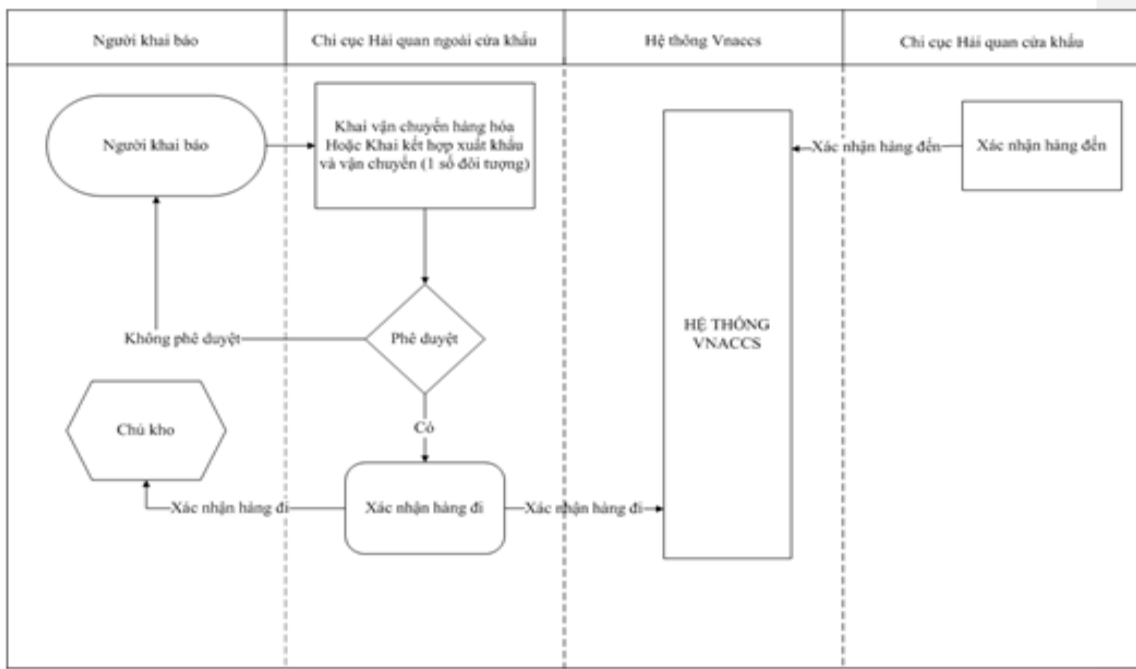 Người khai báo
Chi cục Hải quan ngoài cửa khẩu
Hệ thông Vnaccs
Chi cục Hải quan cửa khẩu
Người khai báo
Khai vận chuyển hàng hóa
Hoặc Khai kết hợp xuất khẩu
và vận chuyển (1 số đôi tượng)
Xác nhận hàng đến
Xác nhận hàng đến
Không phê duyệt
Phê duyệt
HỆ THÔNG
VNACCS
Chủ kho
Có
Xác nhận hàng đi
Xác nhận hàng đi
Xác nhận hàng đi